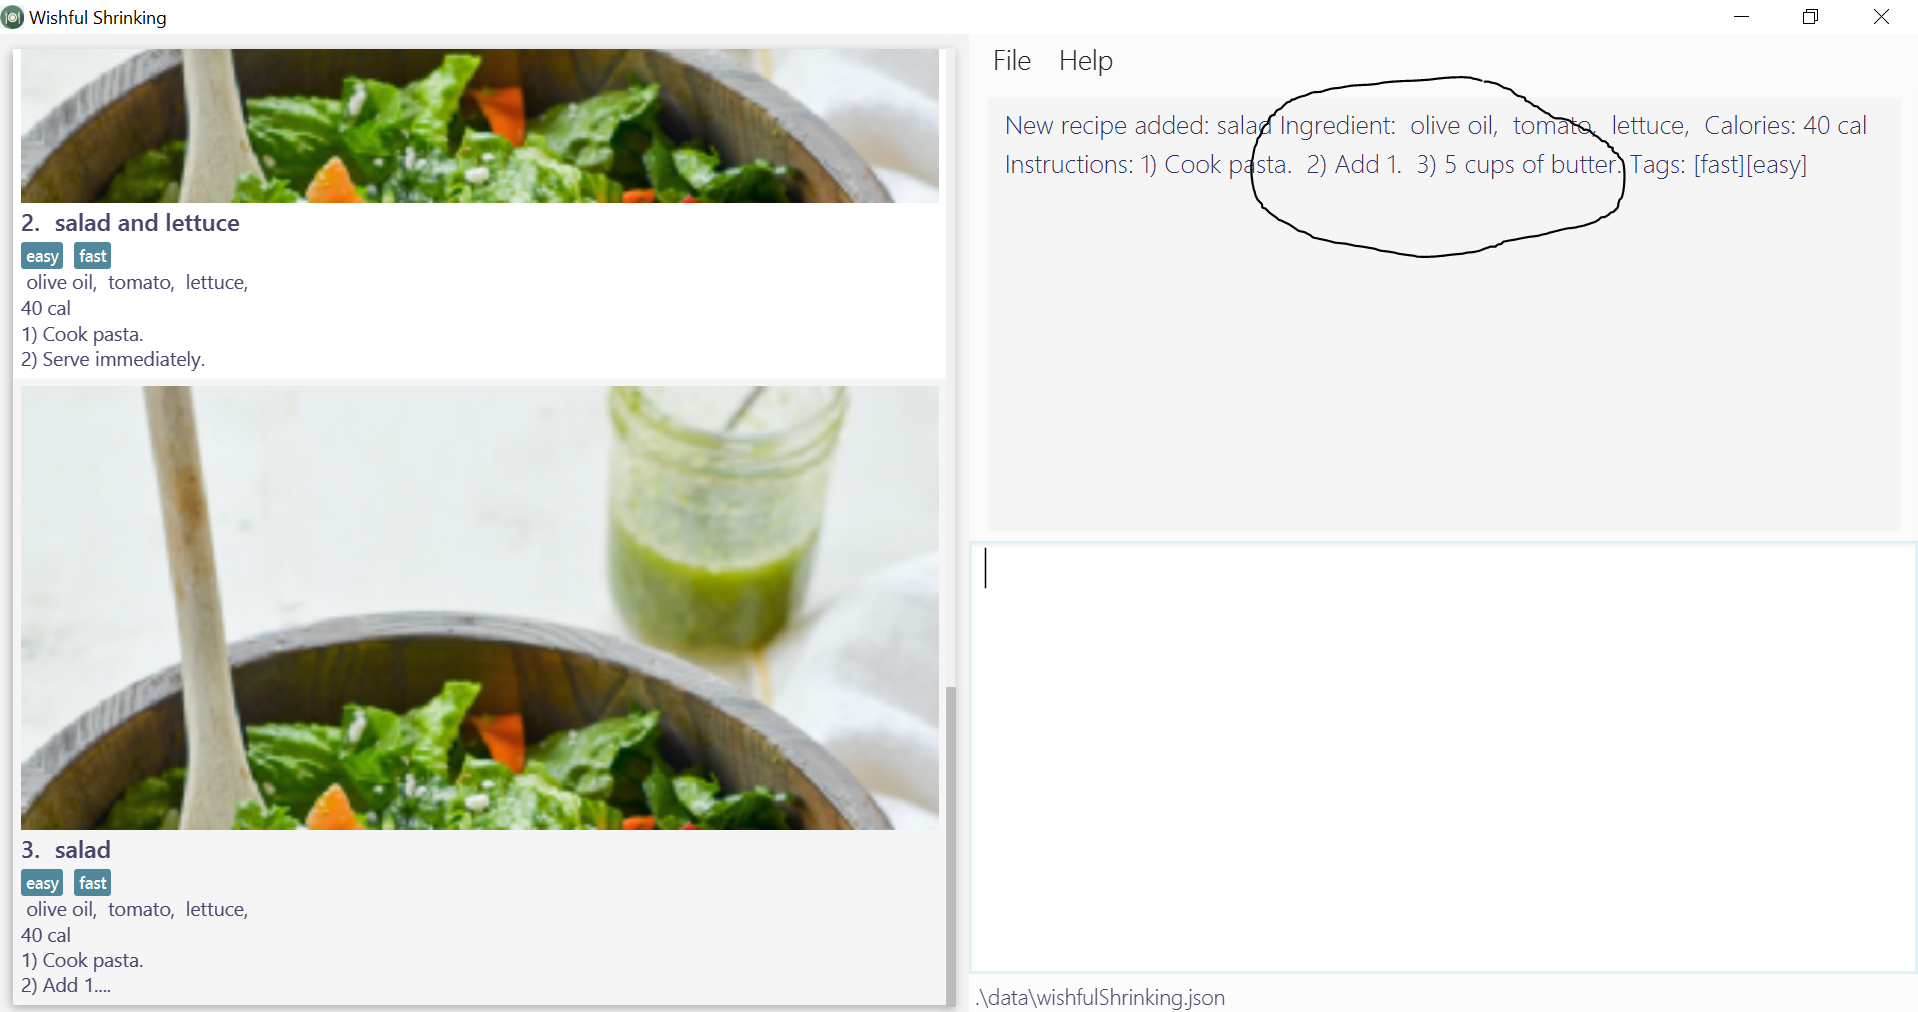 Wishful Shrinking
2. salad and lettuce
easy fast
olive oil, tomato, lettuce,
40 cal
1) Cook pasta.
2) Serve immediately.
3. salad
easy fast
olive oil, tomato, lettuce,
40 cal
1) Cook pasta.
2) Add 1....
File Help
New recipe added: salad Ingredient: olive oil, tomato, lettuce, Calories: 40 cal
Instructions: 1) Cook pasta. 2) Add 1. 3) 5 cups of butter. Tags: [fast][easy]
.\data\wishfulShrinking.json